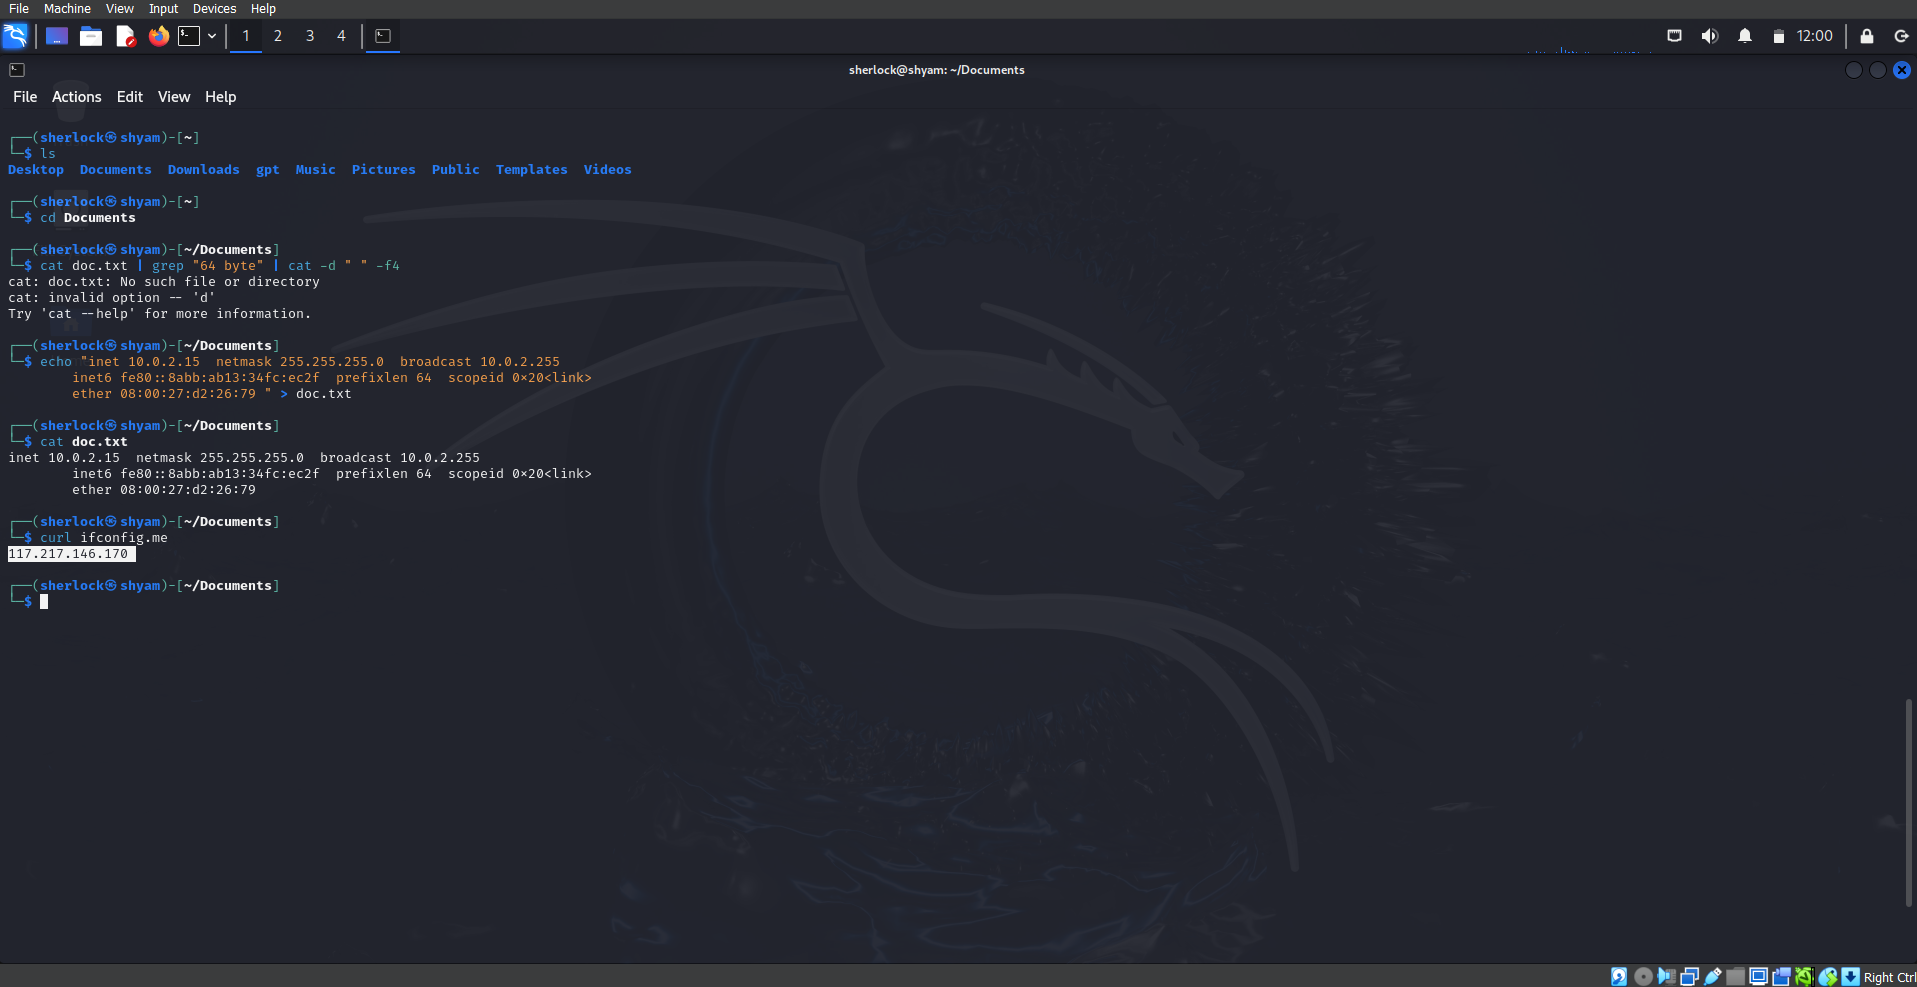 File Machine View Input Devices Help
1 2 3 4 12:00
sherlock@shyam: ~/Documents
File Actions Edit View Help
┌──(sherlock㉿shyam)-[~]
└─$ ls
Desktop Documents Downloads gpt Music Pictures Public Templates Videos
┌──(sherlock㉿shyam)-[~]
└─$ cd Documents
┌──(sherlock㉿shyam)-[~/Documents]
└─$ cat doc.txt | grep "64 byte" | cat -d " " -f4
cat: doc.txt: No such file or directory
cat: invalid option -- 'd'
Try 'cat --help' for more information.
┌──(sherlock㉿shyam)-[~/Documents]
└─$ echo "inet 10.0.2.15  netmask 255.255.255.0  broadcast 10.0.2.255
        inet6 fe80::8abb:ab13:34fc:ec2f  prefixlen 64  scopeid 0×20<link>
        ether 08:00:27:d2:26:79 " > doc.txt
┌──(sherlock㉿shyam)-[~/Documents]
└─$ cat doc.txt
inet 10.0.2.15  netmask 255.255.255.0  broadcast 10.0.2.255
        inet6 fe80::8abb:ab13:34fc:ec2f  prefixlen 64  scopeid 0×20<link>
        ether 08:00:27:d2:26:79
┌──(sherlock㉿shyam)-[~/Documents]
└─$ curl ifconfig.me
117.217.146.170
┌──(sherlock㉿shyam)-[~/Documents]
└─$
Right Ctrl